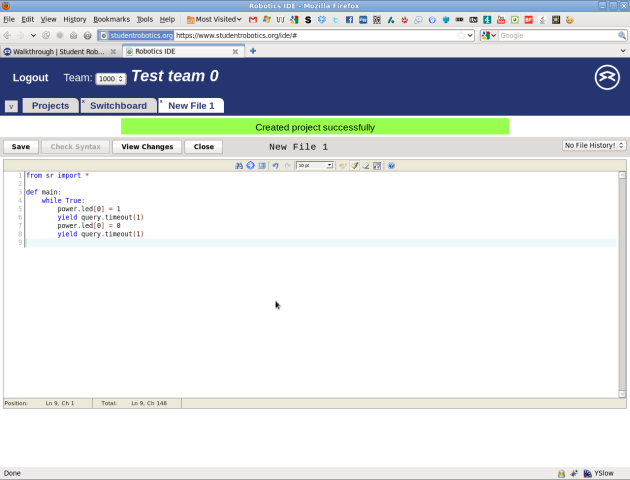 Robotics IDE - Mozilla Firefox
File Edit View History Bookmarks Tools Help Most Visited
studentrobotics.org https://www.studentrobotics.org/ide/# Google
Walkthrough | Student Rob... Robotics IDE
Logout Team: 1000 Test team 0
v Projects x Switchboard x New File 1
Created project successfully
Save Check Syntax View Changes Close New File 1 No File History!
10 pt
1 from sr import *
2
3 def main:
4 while True:
5 power.led[0] = 1
6 yield query.timeout(1)
7 power.led[0] = 0
8 yield query.timeout(1)
9
Position: Ln 9, Ch 1 Total: Ln 9, Ch 148
Done YSlow